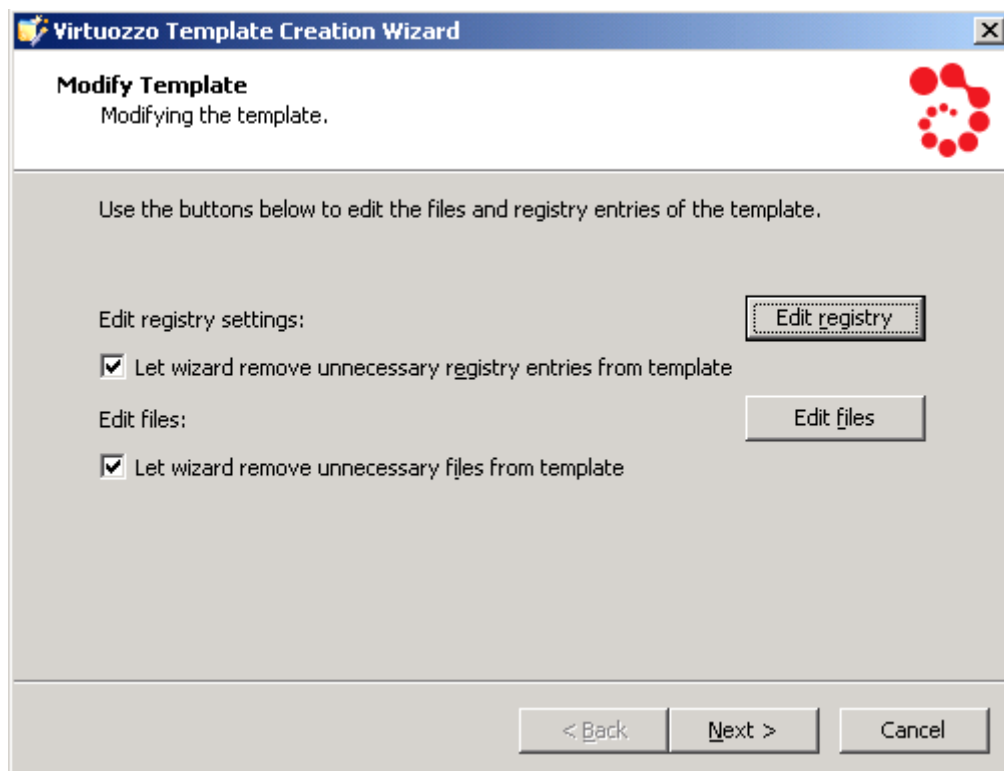 Virtuozzo Template Creation Wizard
Modify Template
Modifying the template.
Use the buttons below to edit the files and registry entries of the template.
Edit registry settings:
Edit registry
Let wizard remove unnecessary registry entries from template
Edit files:
Edit files
Let wizard remove unnecessary files from template
< Back
Next >
Cancel